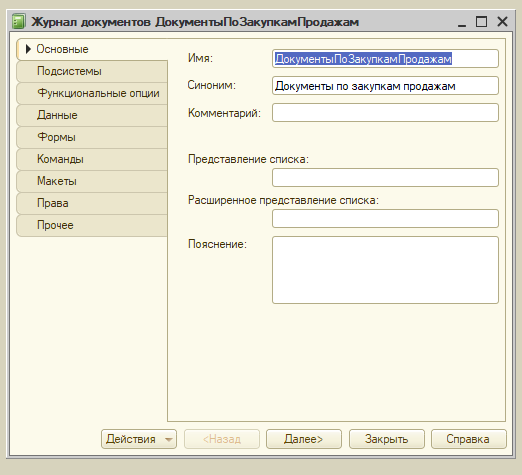 Журнал документов ДокументыПоЗакупкамПродажам
Основные
Подсистемы
Функциональные опции
Данные
Формы
Команды
Макеты
Права
Прочее
Имя: ДокументыПоЗакупкамПродажам
Синоним: Документы по закупкам продажам
Комментарий:
Представление списка:
Расширенное представление списка:
Пояснение:
Действия <Назад Далее> Закрыть Справка